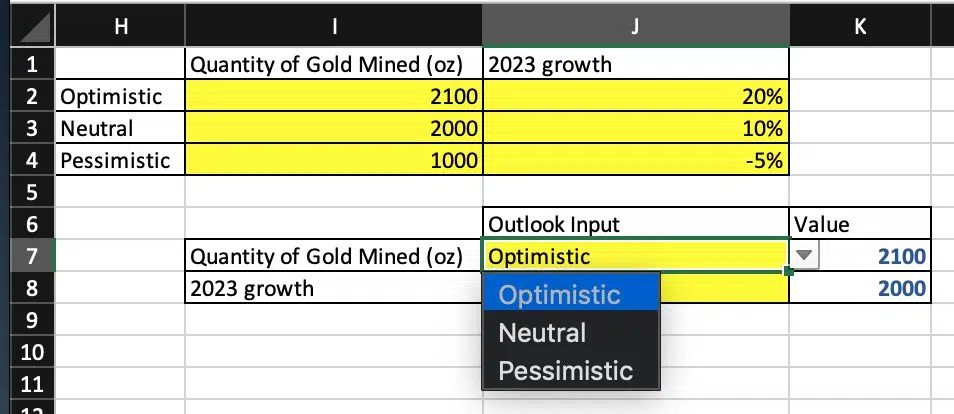 H I J K
1 Quantity of Gold Mined (oz) 2023 growth
2 Optimistic 2100 20%
3 Neutral 2000 10%
4 Pessimistic 1000 -5%
5
6 Outlook Input Value
7 Quantity of Gold Mined (oz) Optimistic 2100
8 2023 growth Optimistic 2000
9 Neutral
10
11 Pessimistic
12